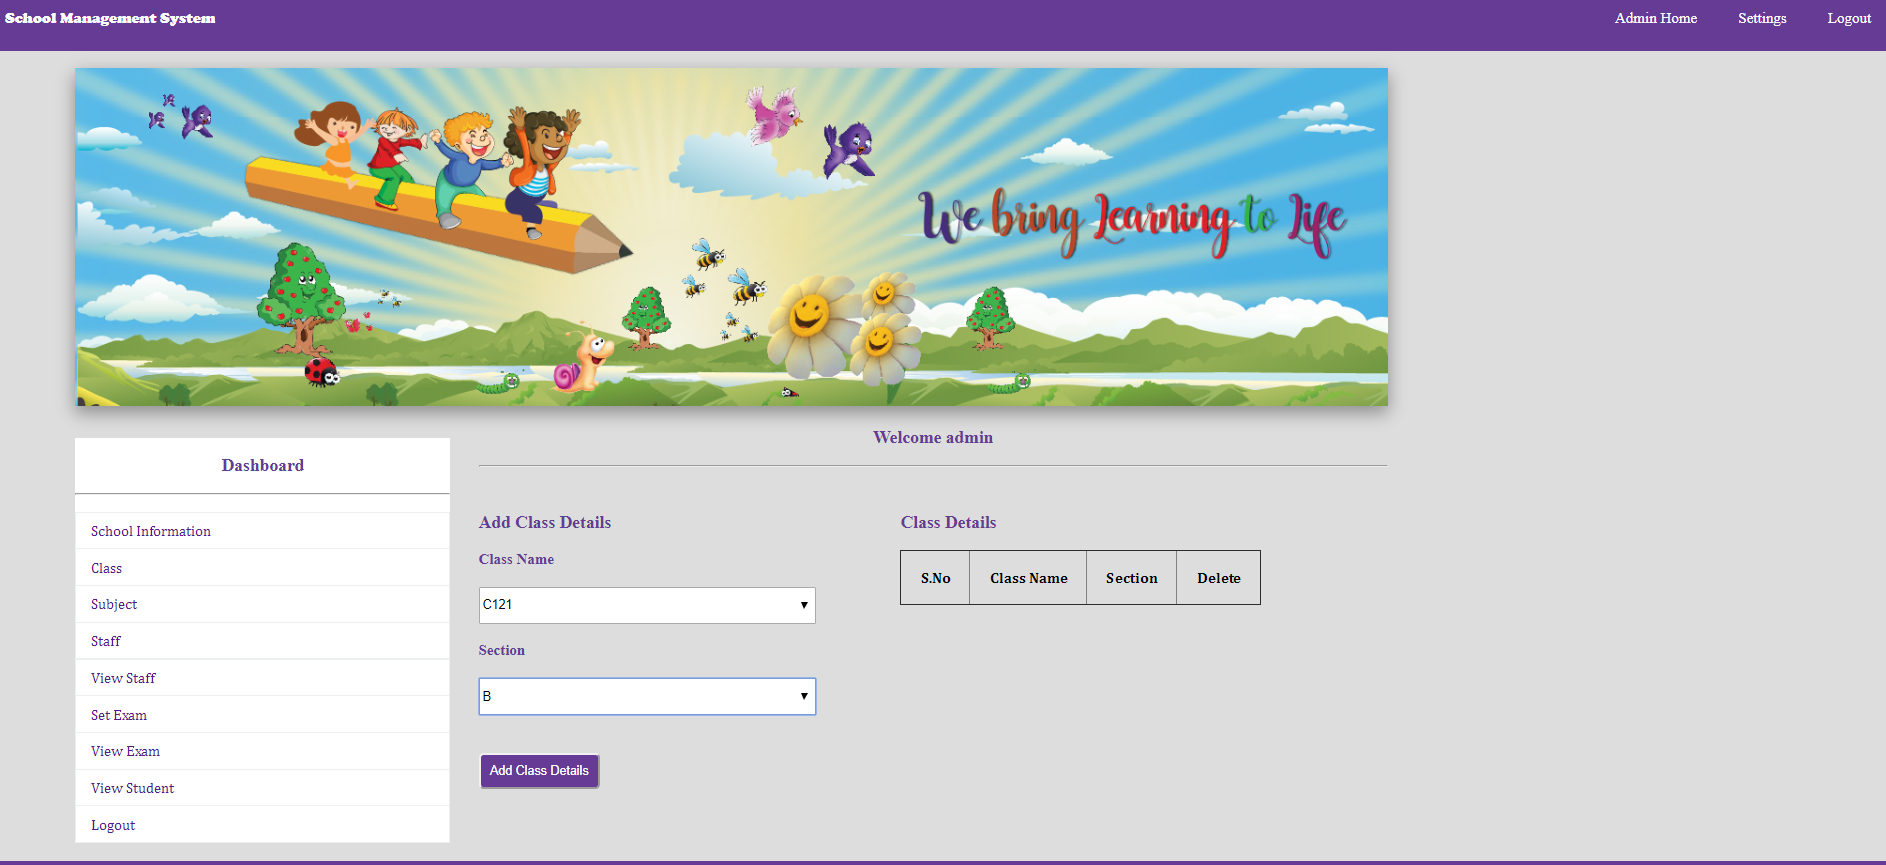 School Management System
Admin Home Settings Logout
We bring Learning to Life
Welcome admin
Dashboard
School Information
Class
Subject
Staff
View Staff
Set Exam
View Exam
View Student
Logout
Add Class Details
Class Name
C121
Section
B
Add Class Details
Class Details
S.No Class Name Section Delete